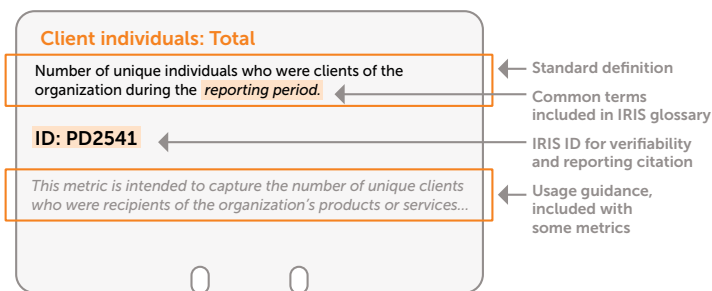 Client individuals: Total
Number of unique individuals who were clients of the
organization during the reporting period.
ID: PD2541
This metric is intended to capture the number of unique clients
who were recipients of the organization's products or services...
Standard definition
Common terms
included in IRIS glossary
IRIS ID for verifiability
and reporting citation
Usage guidance,
included with
some metrics